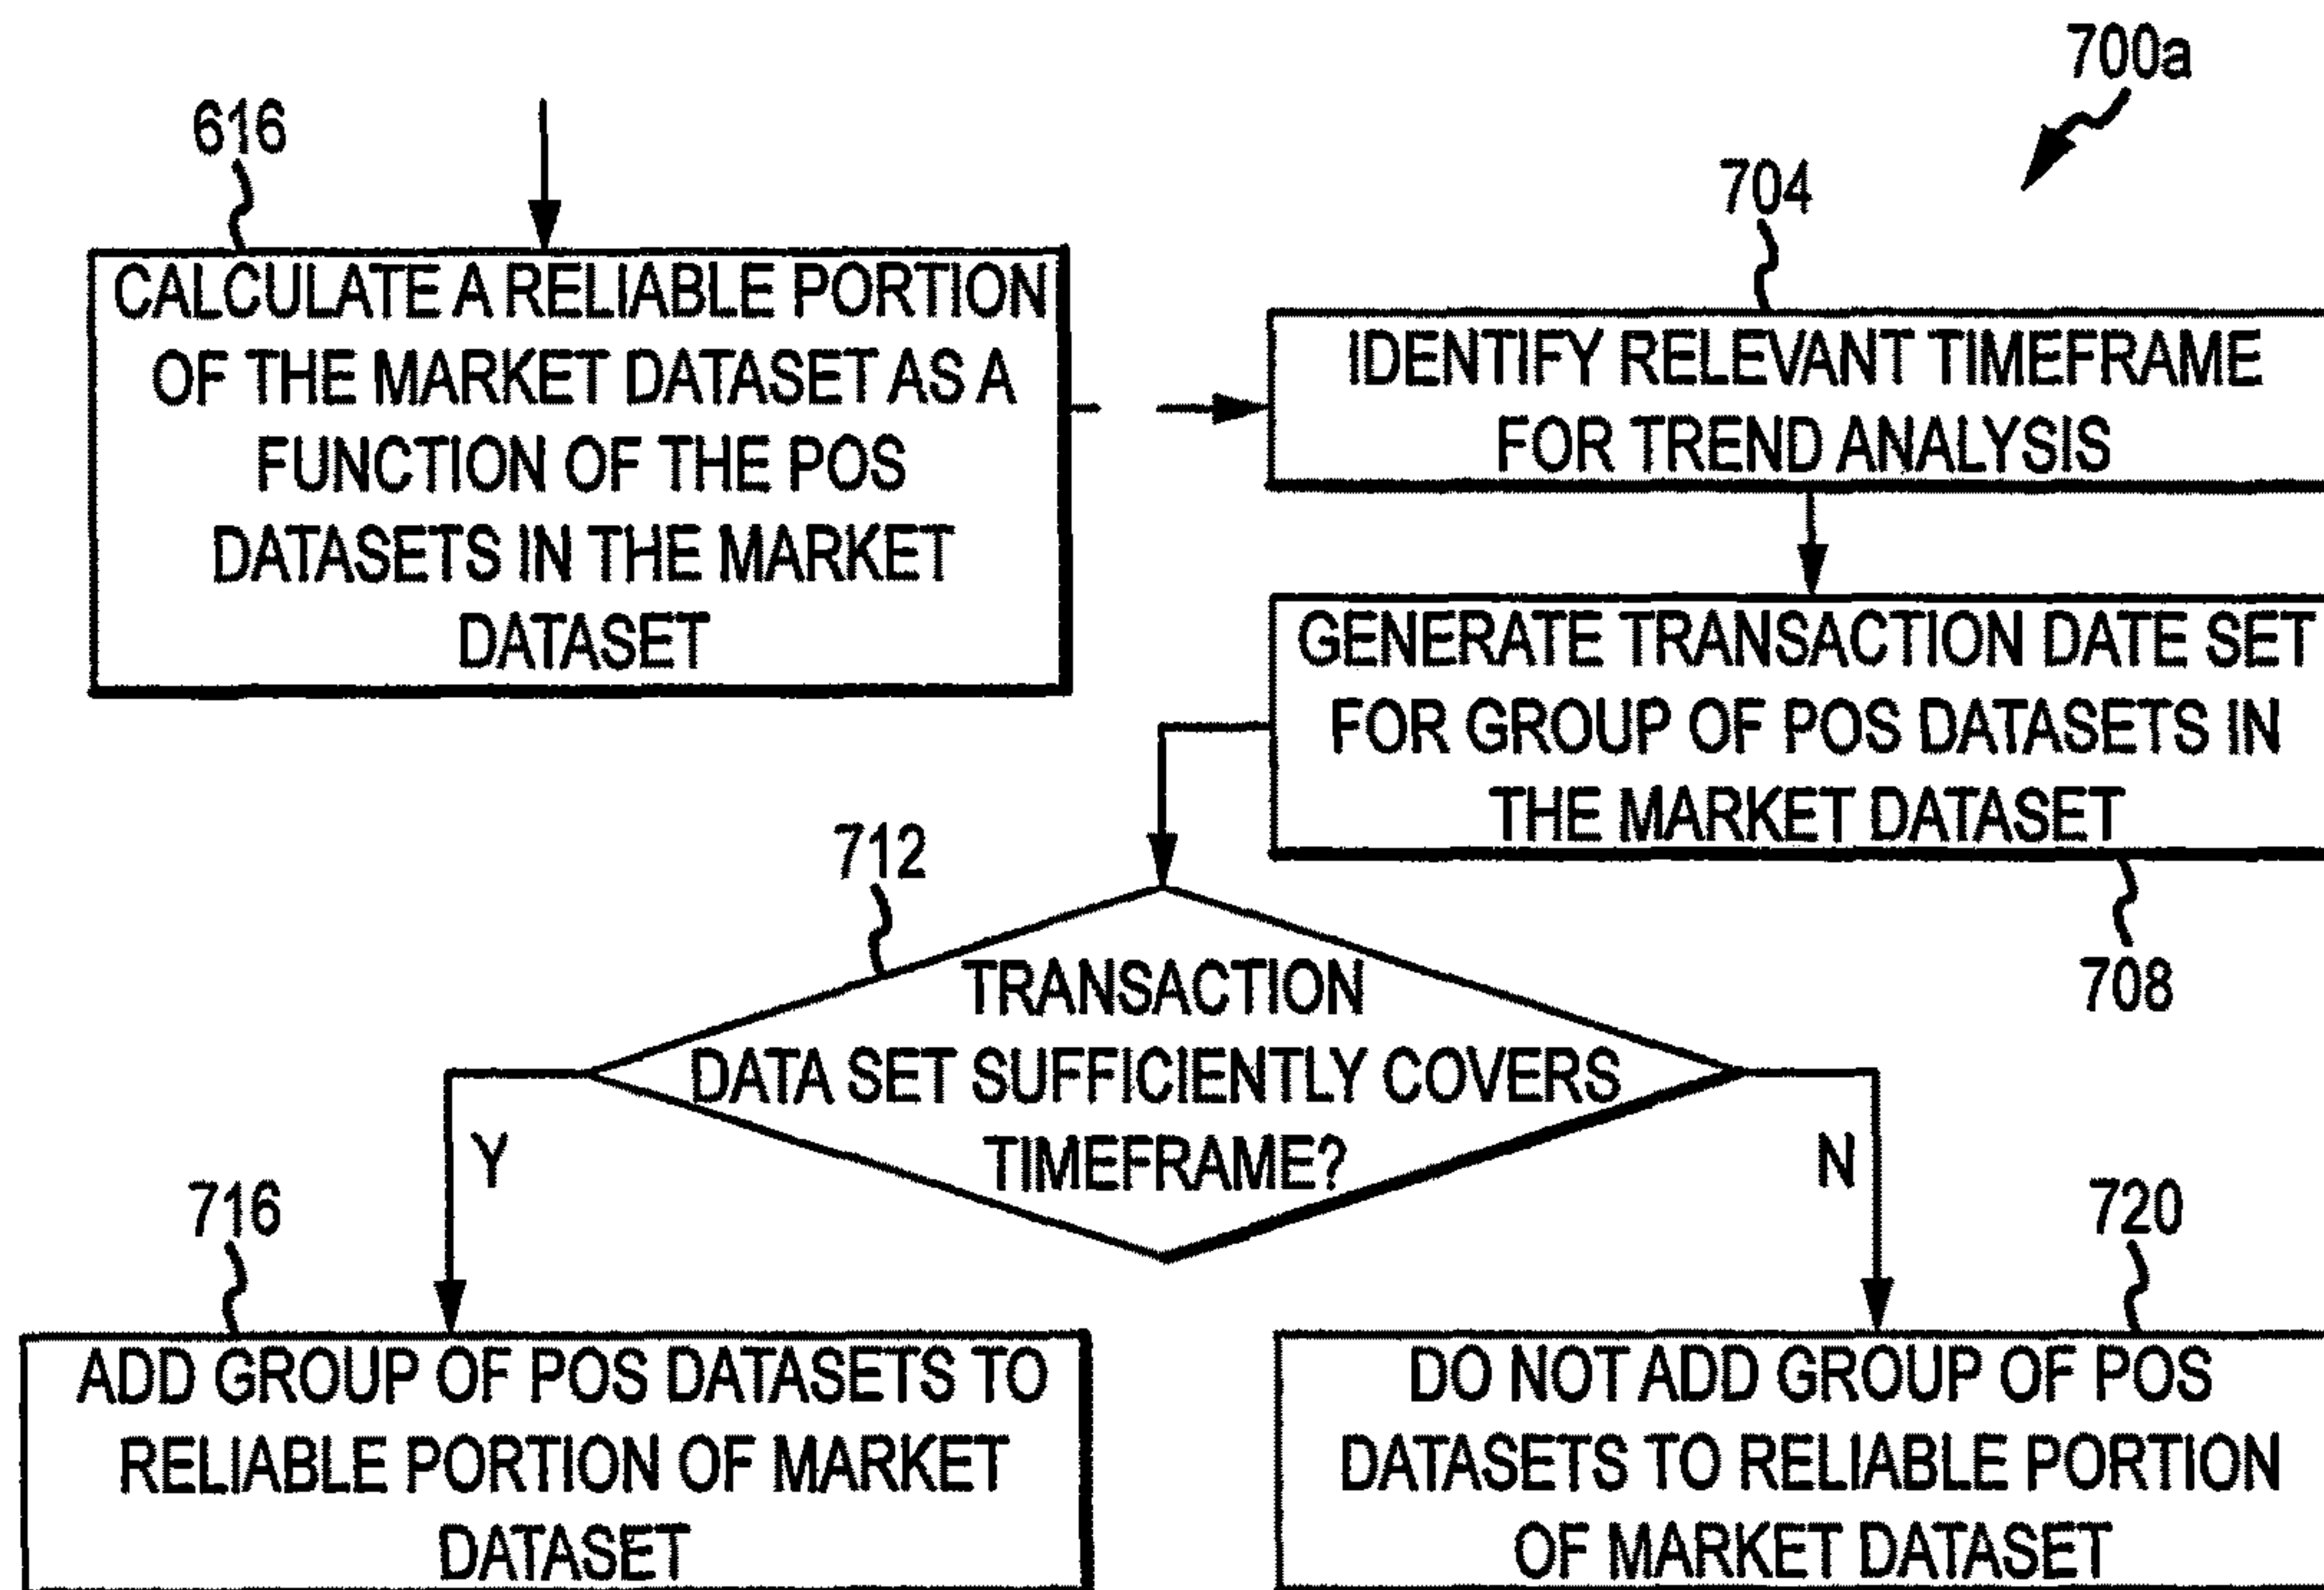 700a
616
CALCULATE A RELIABLE PORTION
OF THE MARKET DATASET AS A
FUNCTION OF THE POS
DATASETS IN THE MARKET
DATASET
704
IDENTIFY RELEVANT TIMEFRAME
FOR TREND ANALYSIS
GENERATE TRANSACTION DATE SET
FOR GROUP OF POS DATASETS IN
THE MARKET DATASET
708
712
TRANSACTION
DATA SET SUFFICIENTLY COVERS
TIMEFRAME?
Y
N
716
ADD GROUP OF POS DATASETS TO
RELIABLE PORTION OF MARKET
DATASET
720
DO NOT ADD GROUP OF POS
DATASETS TO RELIABLE PORTION
OF MARKET DATASET